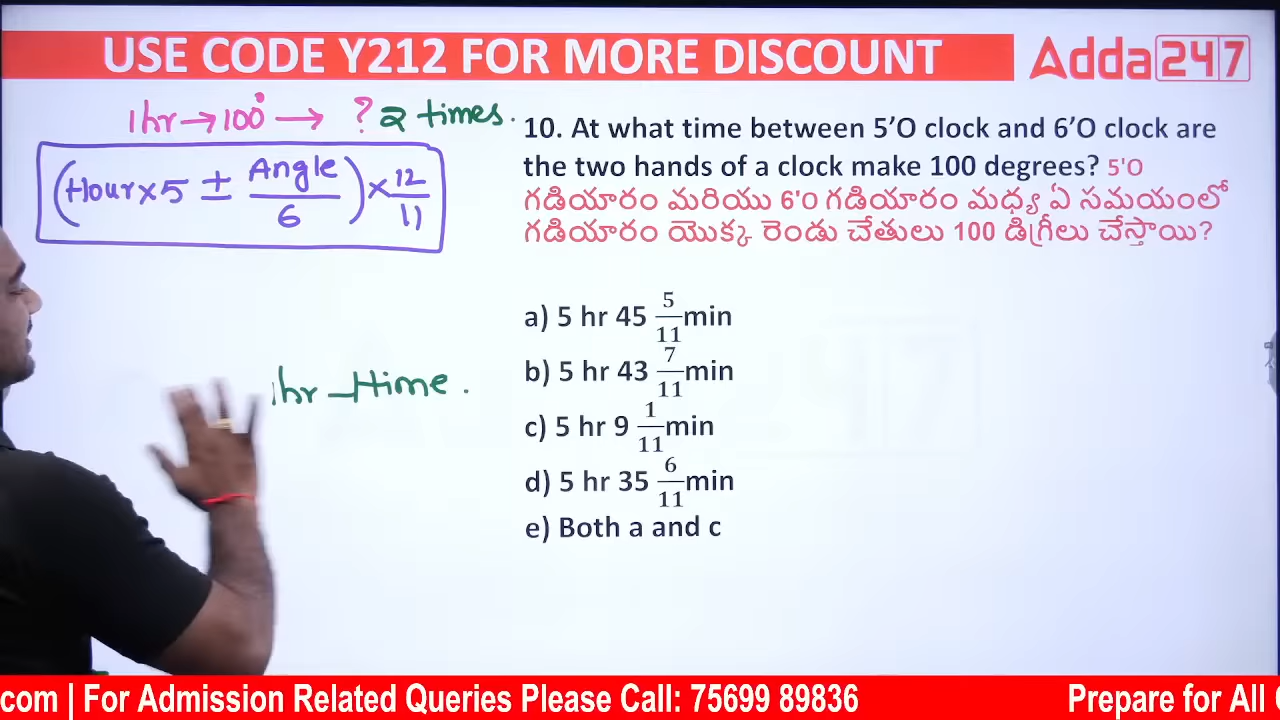 USE CODE Y212 FOR MORE DISCOUNT
Adda247
1hr → 100° → ? 2 times.
(Hour×5 ± Angle/6) × 12/11
10. At what time between 5'O clock and 6'O clock are
the two hands of a clock make 100 degrees? 5'O
గడియారం మరియు 6'O గడియారం మధ్య ఏ సమయంలో
గడియారం యొక్క రెండు చేతులు 100 డిగ్రీలు చేస్తాయి?
a) 5 hr 45 5/11 min
b) 5 hr 43 7/11 min
1hr
c) 5 hr 9 1/11 min
d) 5 hr 35 6/11 min
e) Both a and c
com | For Admission Related Queries Please Call: 75699 89836
Prepare for All